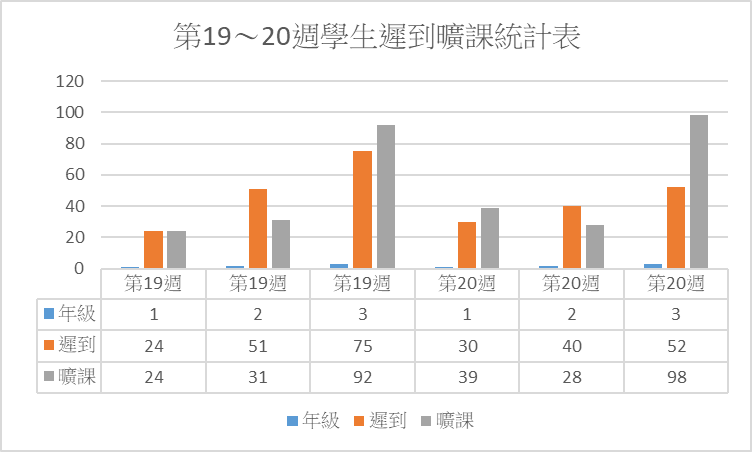 第19～20週學生遲到曠課統計表
120
100
80
60
40
20
0
第19週 第19週 第19週 第20週 第20週 第20週
年級 1 2 3 1 2 3
遲到 24 51 75 30 40 52
曠課 24 31 92 39 28 98
年級 遲到 曠課